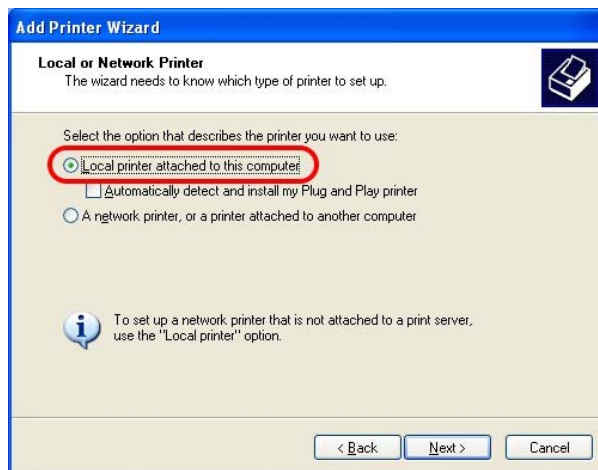 Add Printer Wizard
Local or Network Printer
The wizard needs to know which type of printer to set up.
Select the option that describes the printer you want to use:
Local printer attached to this computer
Automatically detect and install my Plug and Play printer
A network printer, or a printer attached to another computer
To set up a network printer that is not attached to a print server,
use the "Local printer" option.
< Back
Next >
Cancel